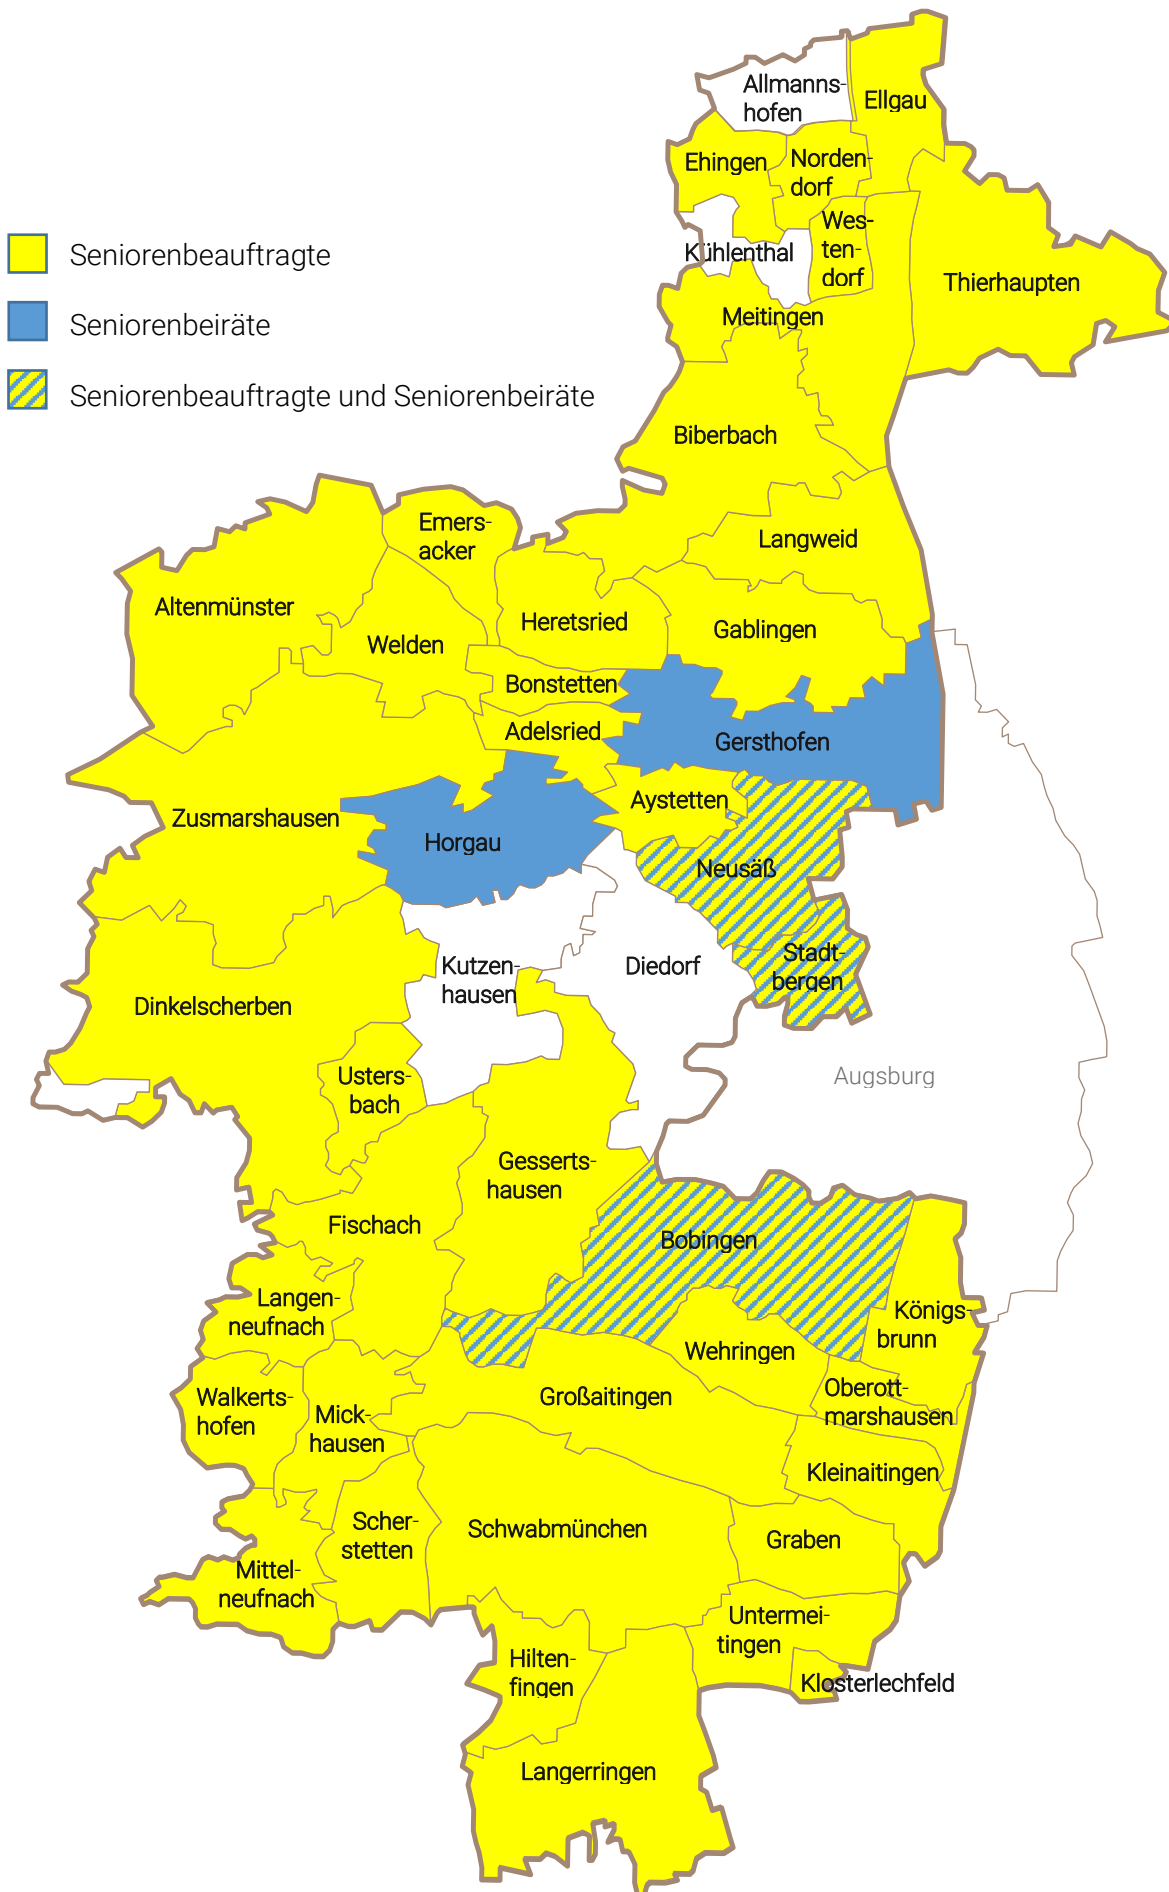 Allmanns-
hofen
Ellgau
Ehingen
Norden-
dorf
Wes-
ten-
dorf
Kühlenthal
Thierhaupten
Meitingen
Seniorenbeauftragte
Seniorenbeiräte
Seniorenbeauftragte und Seniorenbeiräte
Biberbach
Emers-
acker
Langweid
Altenmünster
Heretsried
Gablingen
Welden
Bonstetten
Adelsried
Gersthofen
Aystetten
Zusmarshausen
Horgau
Neusäß
Stadt-
bergen
Kutzen-
hausen
Diedorf
Dinkelscherben
Usters-
bach
Augsburg
Gesserts-
hausen
Fischach
Bobingen
Langen-
neufnach
Königs-
brunn
Wehringen
Walkerts-
hofen
Mick-
hausen
Großaitingen
Oberott-
marshausen
Kleinaitingen
Scher-
stetten
Schwabmünchen
Graben
Mittel-
neufnach
Untermei-
tingen
Hilten-
fingen
Klosterlechfeld
Langerringen